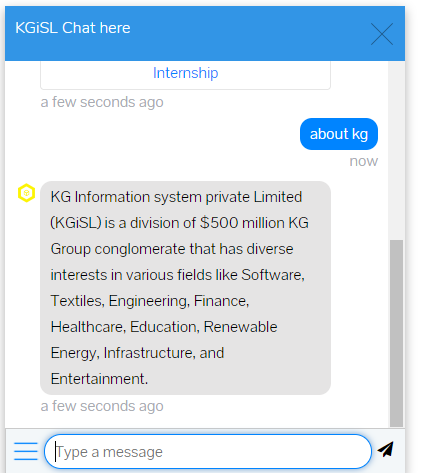 KGiSL Chat here
Internship
a few seconds ago
about kg
now
KG Information system private Limited
(KGiSL) is a division of $500 million KG
Group conglomerate that has diverse
interests in various fields like Software,
Textiles, Engineering, Finance,
Healthcare, Education, Renewable
Energy, Infrastructure, and
Entertainment.
a few seconds ago
Type a message